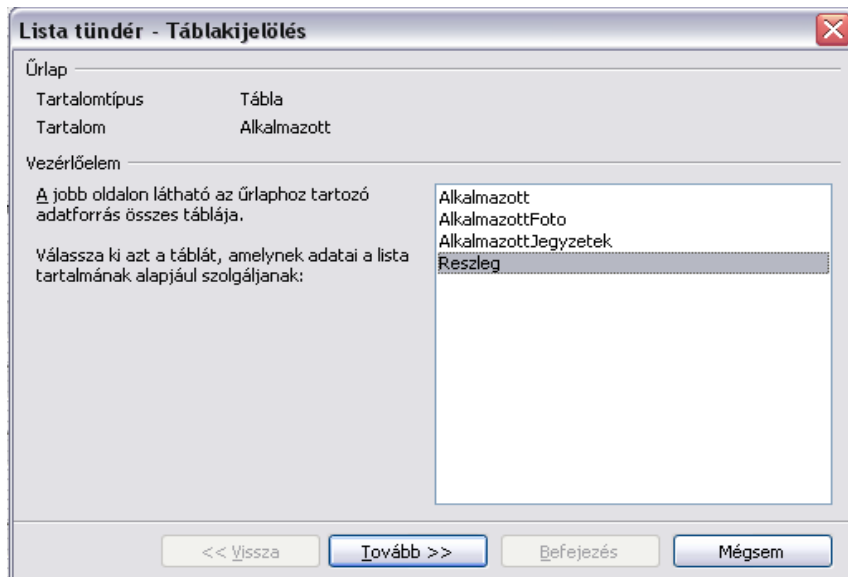 Lista tündér - Táblakijelölés
Űrlap
Tartalomtípus Tábla
Tartalom Alkalmazott
Vezérlőelem
A jobb oldalon látható az űrlaphoz tartozó
adatforrás összes táblája.
Válassza ki azt a táblát, amelynek adatai a lista
tartalmának alapjául szolgáljanak:
Alkalmazott
AlkalmazottFoto
AlkalmazottJegyzetek
Reszleg
<< Vissza Tovább >> Befejezés Mégsem